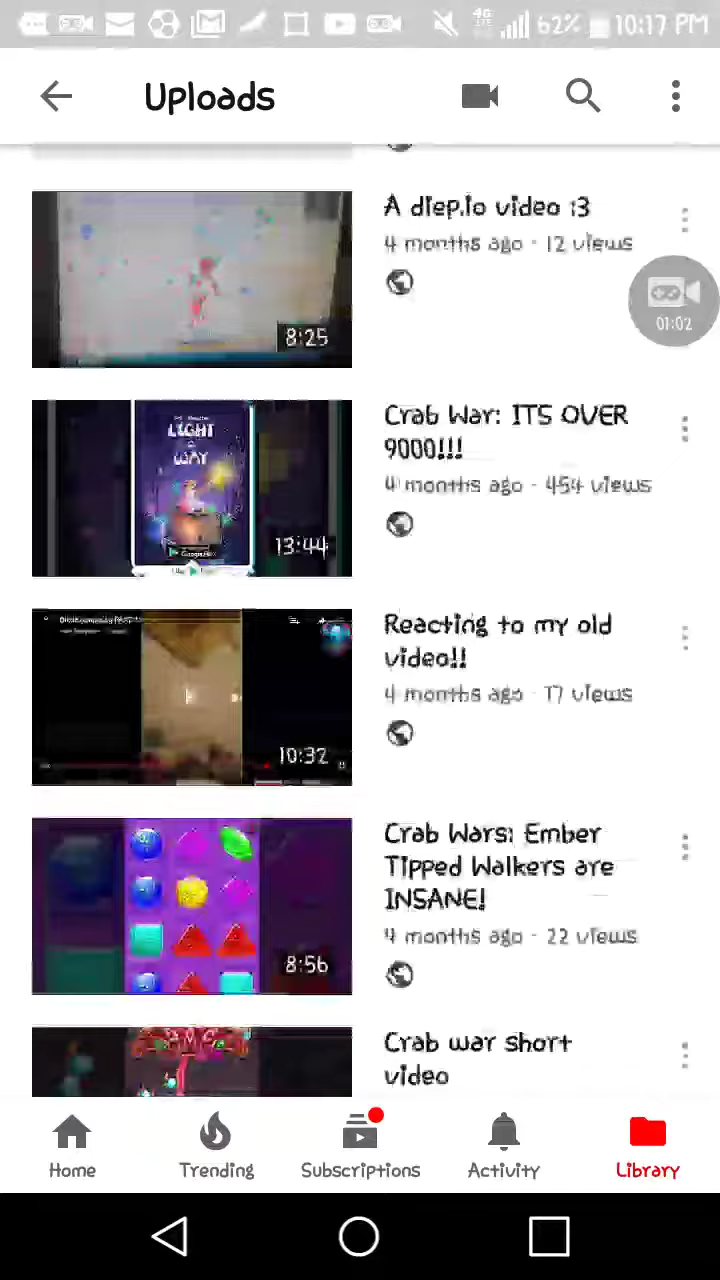 4G
62% 10:17 PM
Uploads
A diep.io video :3
4 months ago · 12 views
8:25
01:02
Crab War: ITS OVER
9000!!!
4 months ago · 454 views
LIGHT
WAY
Google Play
13:44
Reacting to my old
video!!
4 months ago · 17 views
10:32
Crab Wars: Ember
Tipped Walkers are
INSANE!
4 months ago · 22 views
8:56
Crab war short
video
Home
Trending
Subscriptions
Activity
Library